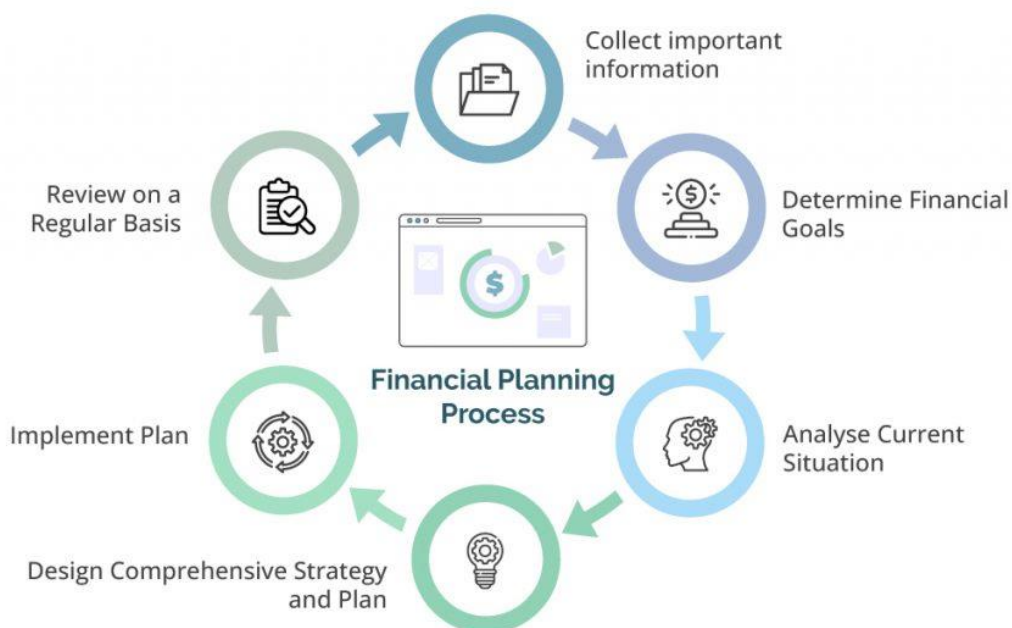 Collect important
information
Determine Financial
Goals
Analyse Current
Situation
Design Comprehensive Strategy
and Plan
Implement Plan
Review on a
Regular Basis
$
$
Financial Planning
Process